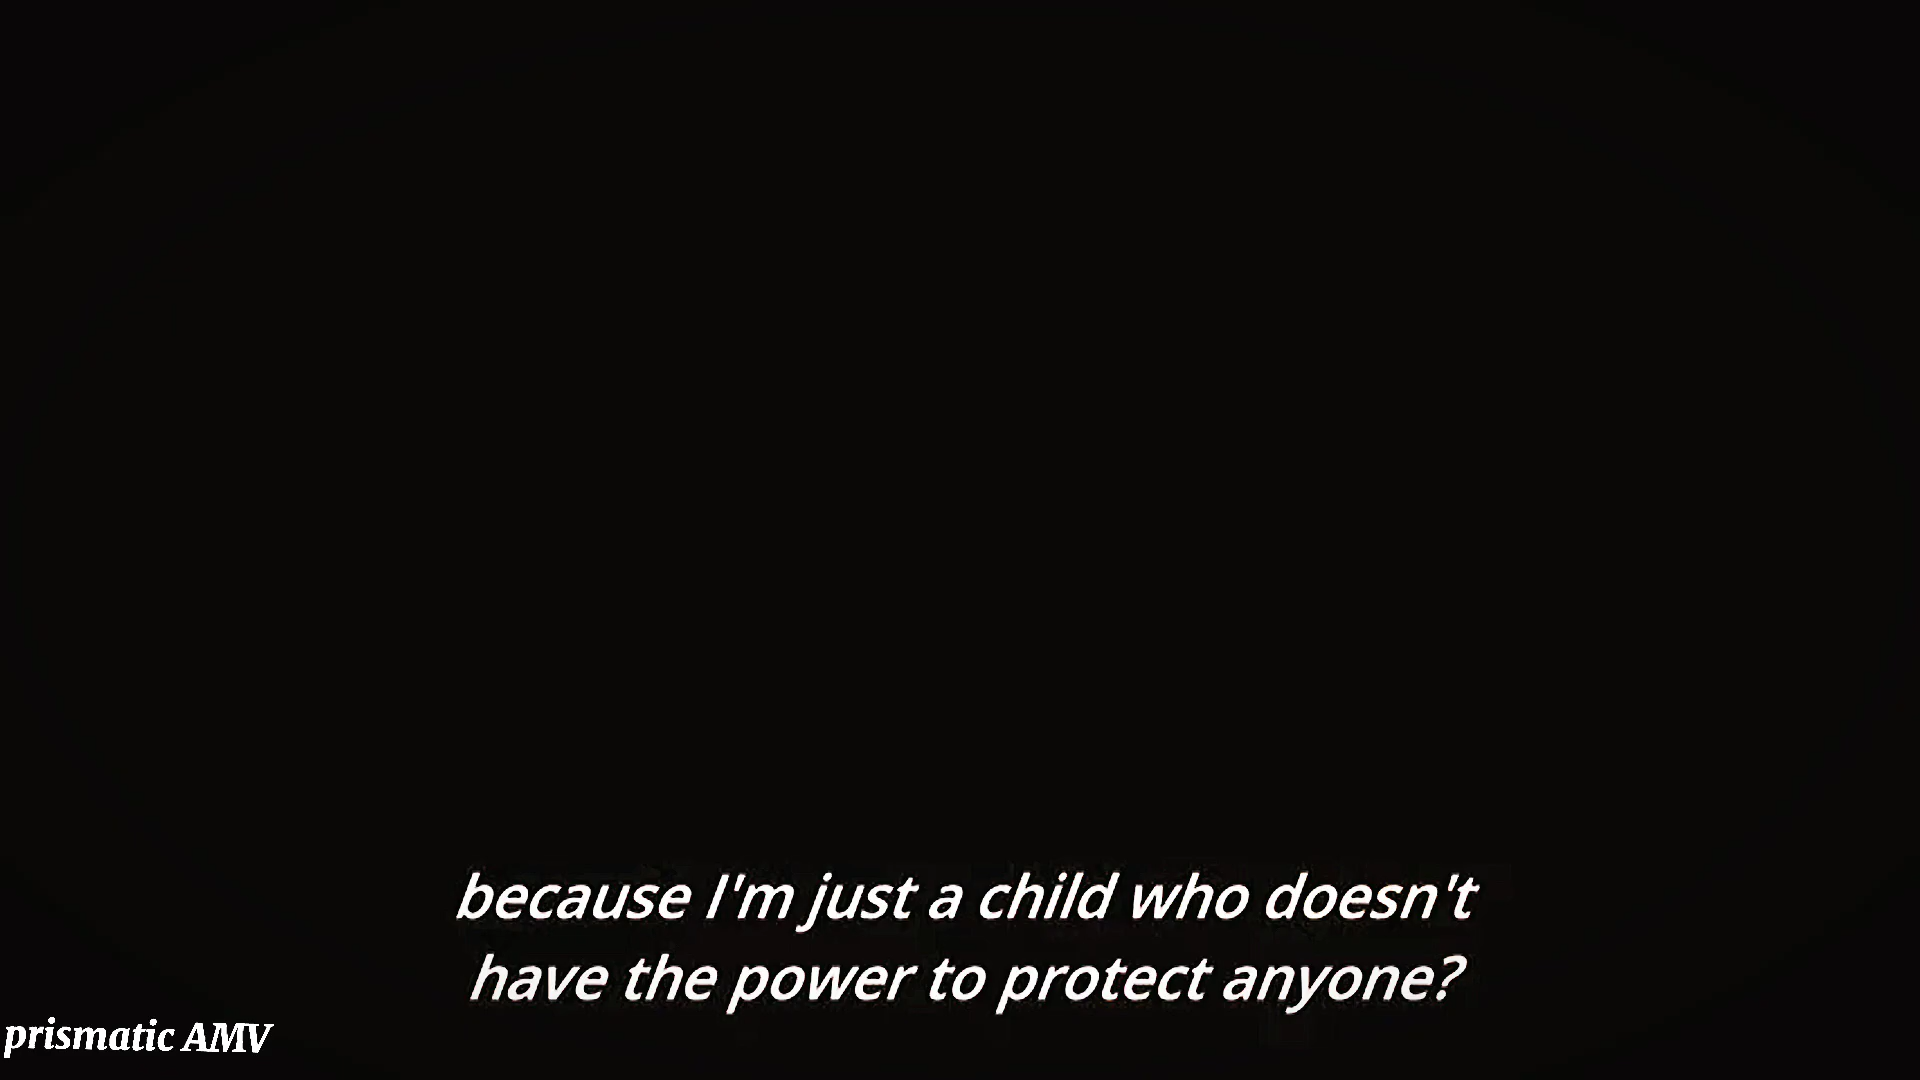 because I'm just a child who doesn't
have the power to protect anyone?
prismatic AMV